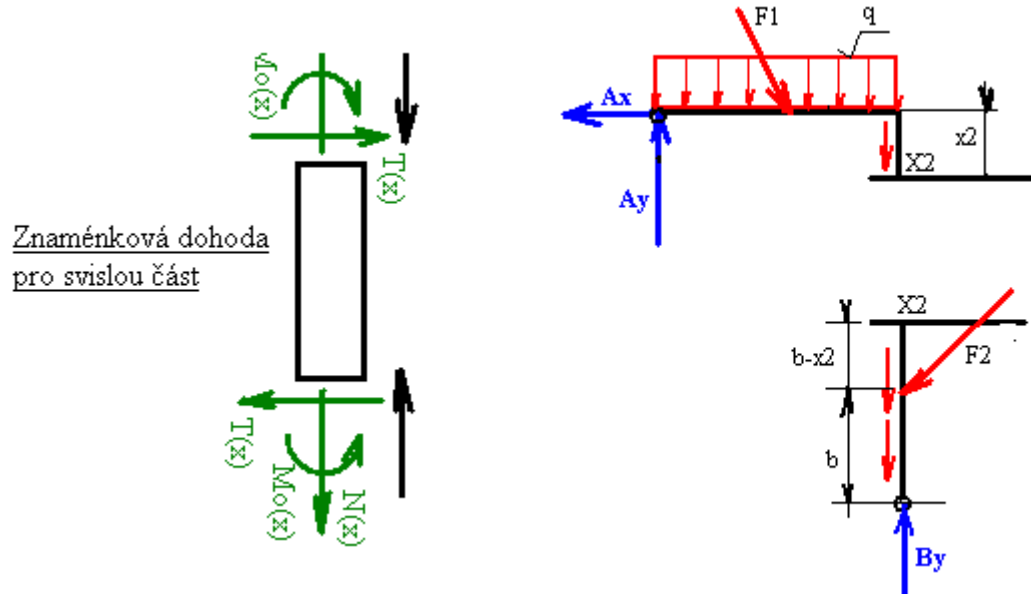 Mo(x)
T(x)
Znaménková dohoda
pro svislou část
T(x)
Mo(x)
N(x)
F1
q
Ax
x2
X2
Ay
X2
b-x2
F2
b
By